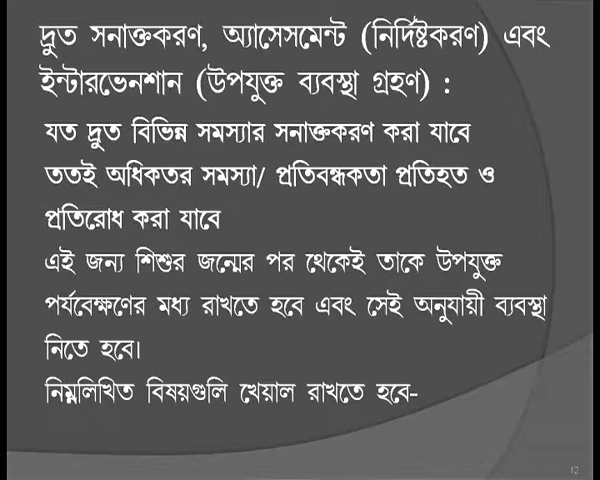 দ্রুত সনাক্তকরণ, অ্যাসেসমেন্ট (নির্দিষ্টকরণ) এবং
ইন্টারভেনশান (উপযুক্ত ব্যবস্থা গ্রহণ) :
যত দ্রুত বিভিন্ন সমস্যার সনাক্তকরণ করা যাবে
ততই অধিকতর সমস্যা/ প্রতিবন্ধকতা প্রতিহত ও
প্রতিরোধ করা যাবে
এই জন্য শিশুর জন্মের পর থেকেই তাকে উপযুক্ত
পর্যবেক্ষণের মধ্য রাখতে হবে এবং সেই অনুযায়ী ব্যবস্থা
নিতে হবে।
নিম্নলিখিত বিষয়গুলি খেয়াল রাখতে হবে-
12